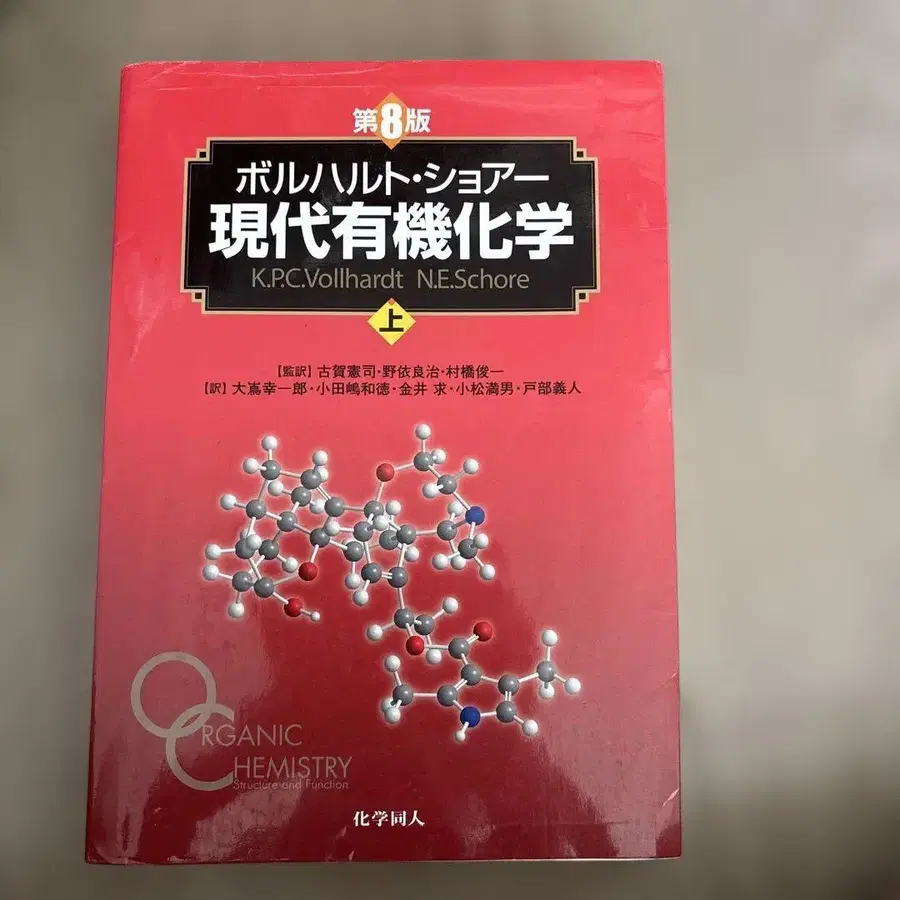 第8版
ボルハルト・ショアー
現代有機化学
K.P.C.Vollhardt N.E.Schore
上
【監訳】古賀憲司・野依良治・村橋俊一
【訳】大嶌幸一郎・小田嶋和徳・金井 求・小松満男・戸部義人
ORGANIC
CHEMISTRY
Structure and Function
化学同人